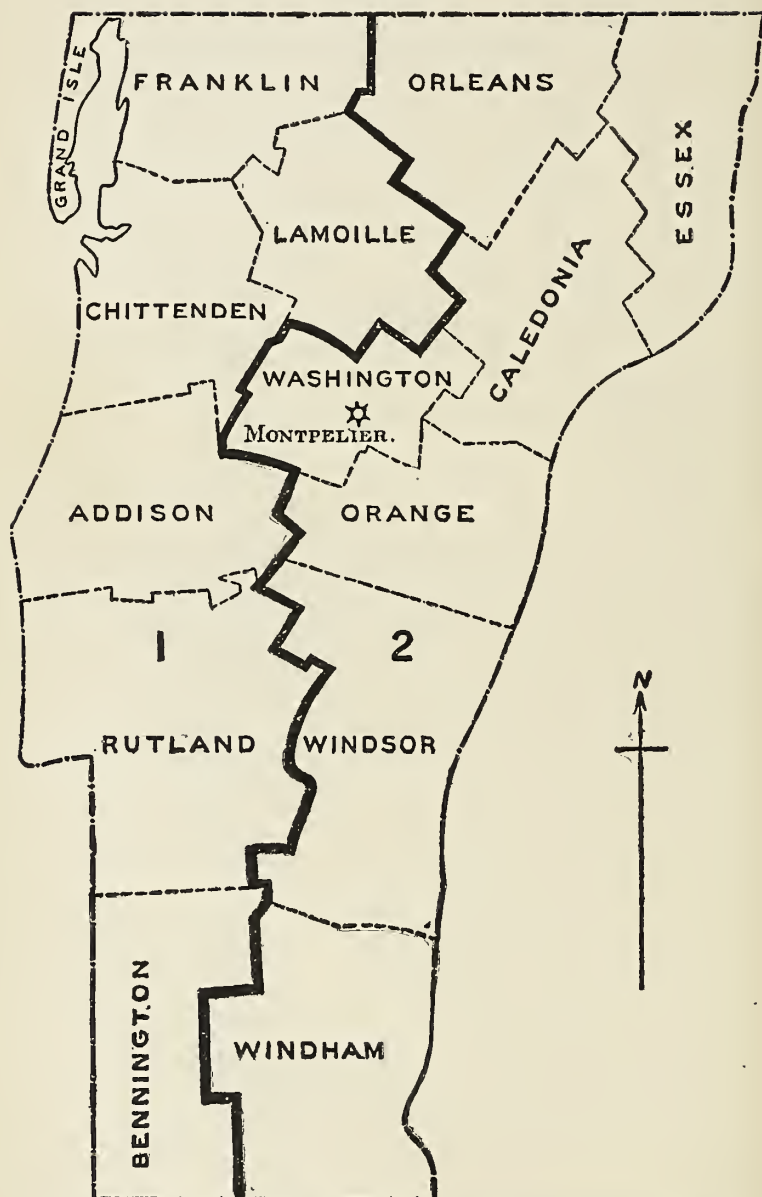 GRAND ISLE
FRANKLIN
ORLEANS
ESSEX
LAMOILLE
CHITTENDEN
CALEDONIA
WASHINGTON
MONTPELIER.
ADDISON
ORANGE
1
2
N
RUTLAND
WINDSOR
BENNINGTON
WINDHAM